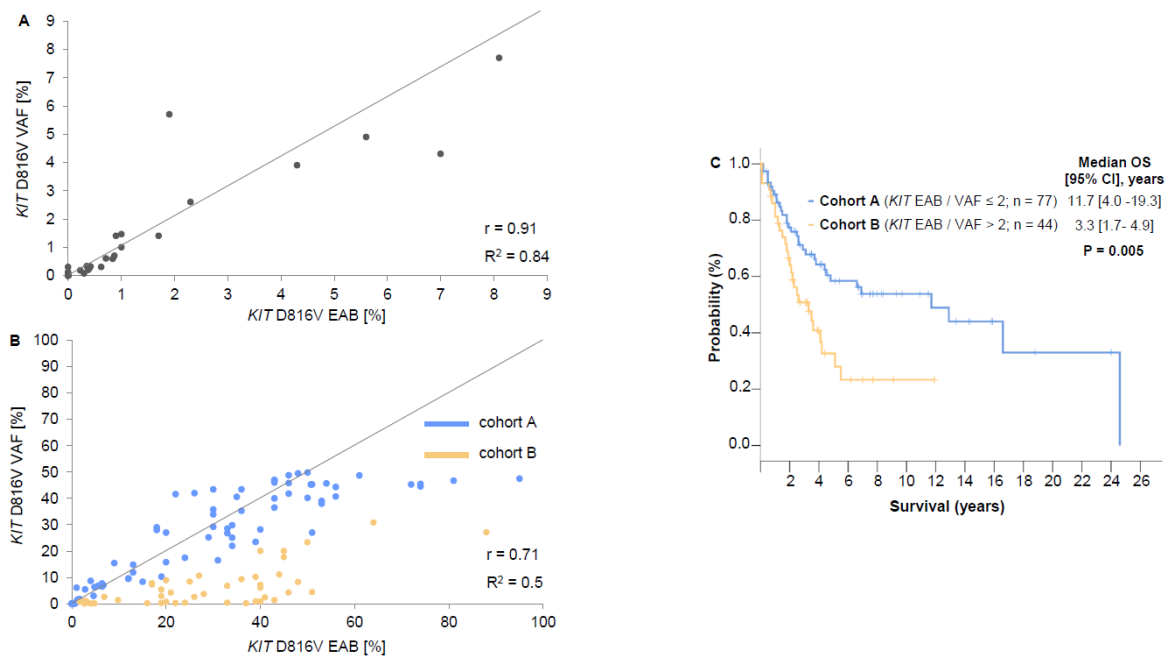 A
KIT D816V VAF [%]
9
8
7
6
5
4
3
2
1
0
r = 0.91
R2 = 0.84
0 1 2 3 4 5 6 7 8 9
KIT D816V EAB [%]
B
KIT D816V VAF [%]
100
90
80
70
60
50
40
30
20
10
0
cohort A
cohort B
r = 0.71
R2 = 0.5
0 20 40 60 80 100
KIT D816V EAB [%]
C
Probability (%)
1.0
0.8
0.6
0.4
0.2
0.0
Median OS
[95% CI], years
Cohort A (KIT EAB / VAF ≤ 2; n = 77) 11.7 [4.0 -19.3]
Cohort B (KIT EAB / VAF > 2; n = 44) 3.3 [1.7- 4.9]
P = 0.005
2 4 6 8 10 12 14 16 18 20 22 24 26
Survival (years)